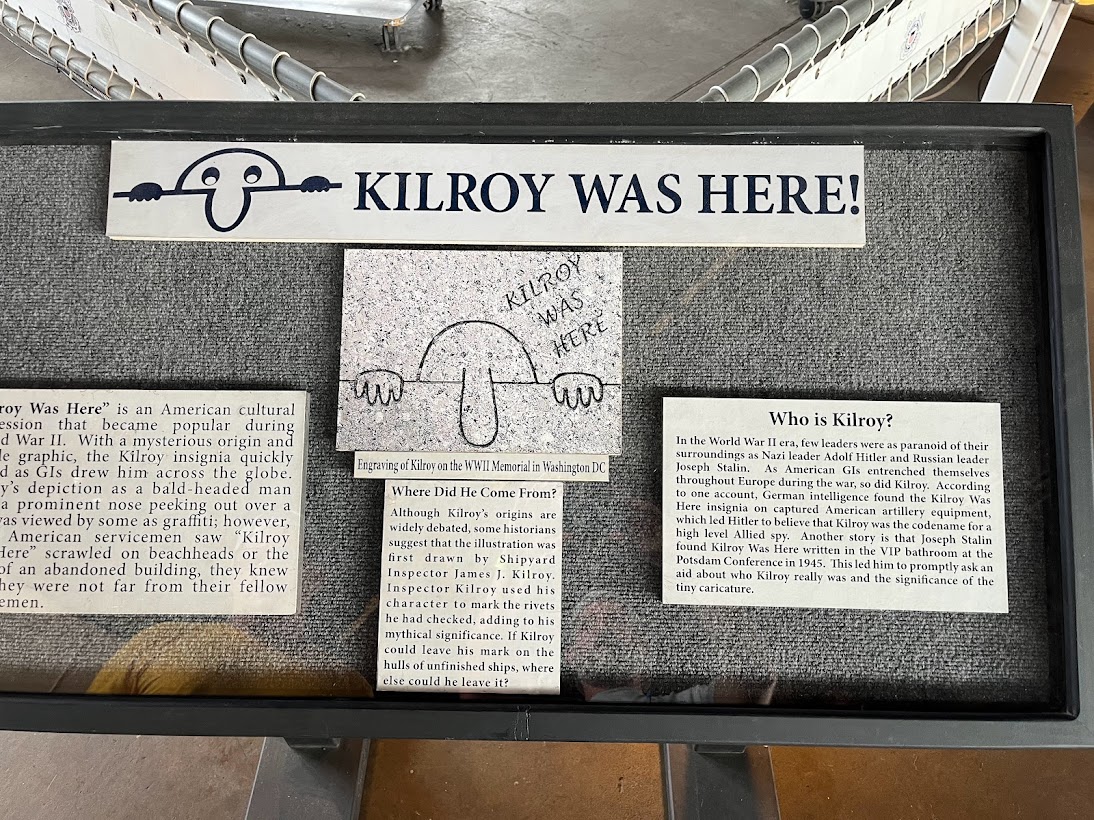 KILROY WAS HERE!
KILROY
WAS
HERE
Engraving of Kilroy on the WWII Memorial in Washington DC
Was Here” is an American cultural
that became popular during
War II. With a mysterious origin and
graphic, the Kilroy insignia quickly
as GIs drew him across the globe.
depiction as a bald-headed man
a prominent nose peeking out over a
was viewed by some as graffiti; however,
American servicemen saw “Kilroy
Here” scrawled on beachheads or the
of an abandoned building, they knew
they were not far from their fellow
Where Did He Come From?
Although Kilroy's origins are
widely debated, some historians
suggest that the illustration was
first drawn by Shipyard
Inspector James J. Kilroy.
Inspector Kilroy used his
character to mark the rivets
he had checked, adding to his
mythical significance. If Kilroy
could leave his mark on the
hulls of unfinished ships, where
else could he leave it?
Who is Kilroy?
In the World War II era, few leaders were as paranoid of their
surroundings as Nazi leader Adolf Hitler and Russian leader
Joseph Stalin. As American GIs entrenched themselves
throughout Europe during the war, so did Kilroy. According
to one account, German intelligence found the Kilroy Was
Here insignia on captured American artillery equipment,
which led Hitler to believe that Kilroy was the codename for a
high level Allied spy. Another story is that Joseph Stalin
found Kilroy Was Here written in the VIP bathroom at the
Potsdam Conference in 1945. This led him to promptly ask an
aid about who Kilroy really was and the significance of the
tiny caricature.